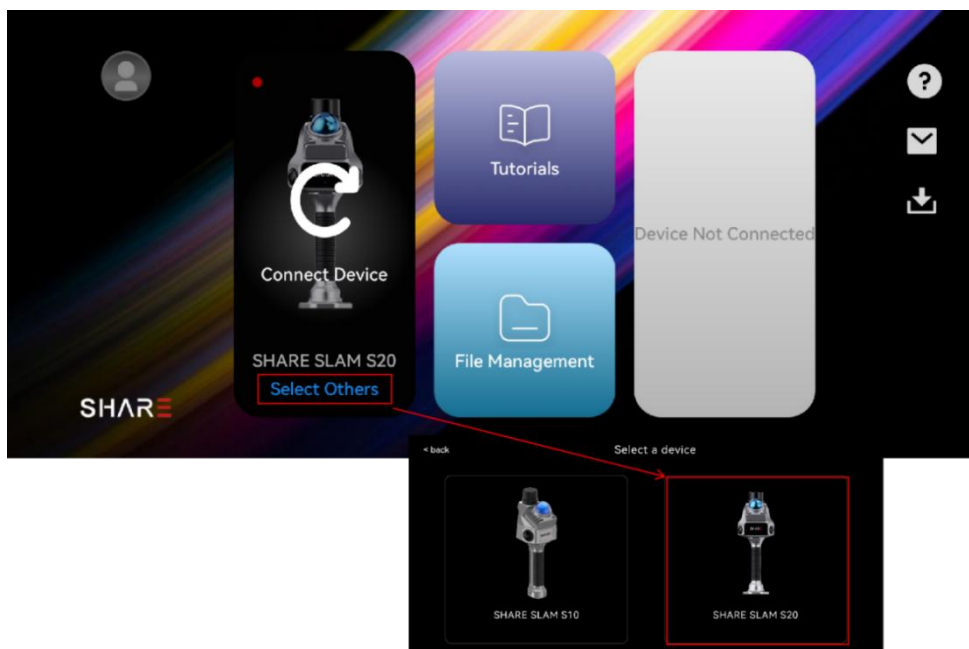 Tutorials
Device Not Connected
Connect Device
SHARE SLAM S20
Select Others
File Management
SHARE
< back
Select a device
SHARE SLAM S10
SHARE SLAM S20